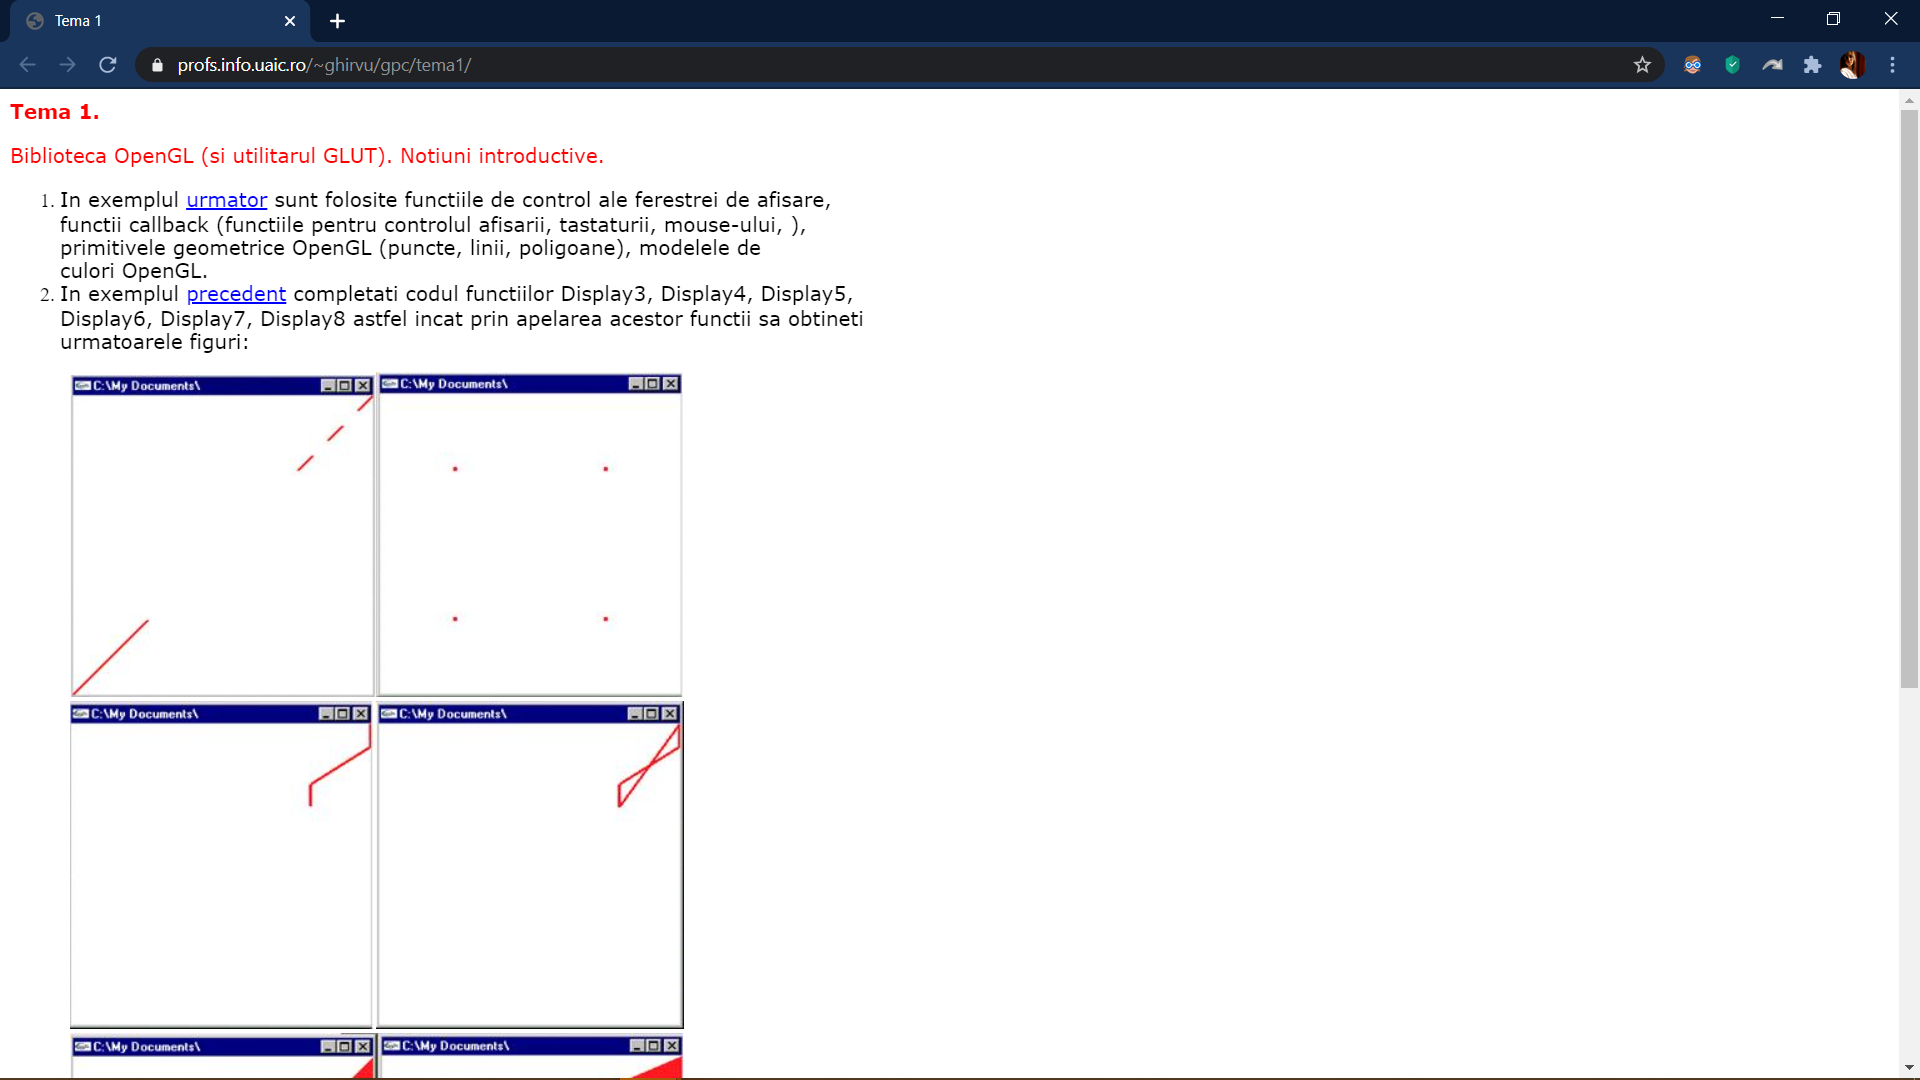 Tema 1
profs.info.uaic.ro/~ghirvu/gpc/tema1/
Tema 1.
Biblioteca OpenGL (si utilitarul GLUT). Notiuni introductive.
1. In exemplul urmator sunt folosite functiile de control ale ferestrei de afisare,
functii callback (functiile pentru controlul afisarii, tastaturii, mouse-ului, ),
primitivele geometrice OpenGL (puncte, linii, poligoane), modelele de
culori OpenGL.
2. In exemplul precedent completati codul functiilor Display3, Display4, Display5,
Display6, Display7, Display8 astfel incat prin apelarea acestor functii sa obtineti
urmatoarele figuri:
C:\My Documents\
C:\My Documents\
C:\My Documents\
C:\My Documents\
C:\My Documents\
C:\My Documents\